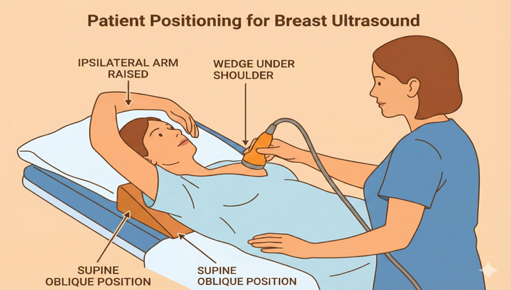 Patient Positioning for Breast Ultrasound
IPSILATERAL ARM
RAISED
WEDGE UNDER
SHOULDER
SUPINE
OBLIQUE POSITION
SUPINE
OBLIQUE POSITION